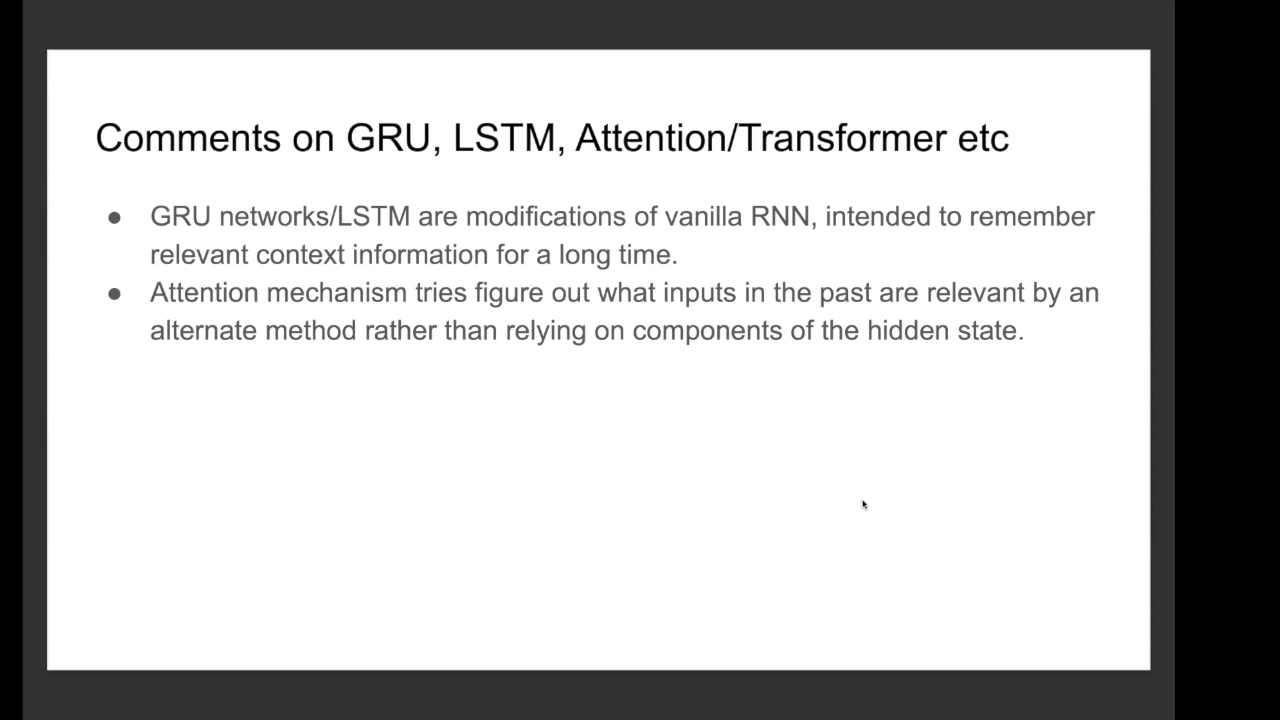 Comments on GRU, LSTM, Attention/Transformer etc
● GRU networks/LSTM are modifications of vanilla RNN, intended to remember
relevant context information for a long time.
● Attention mechanism tries figure out what inputs in the past are relevant by an
alternate method rather than relying on components of the hidden state.